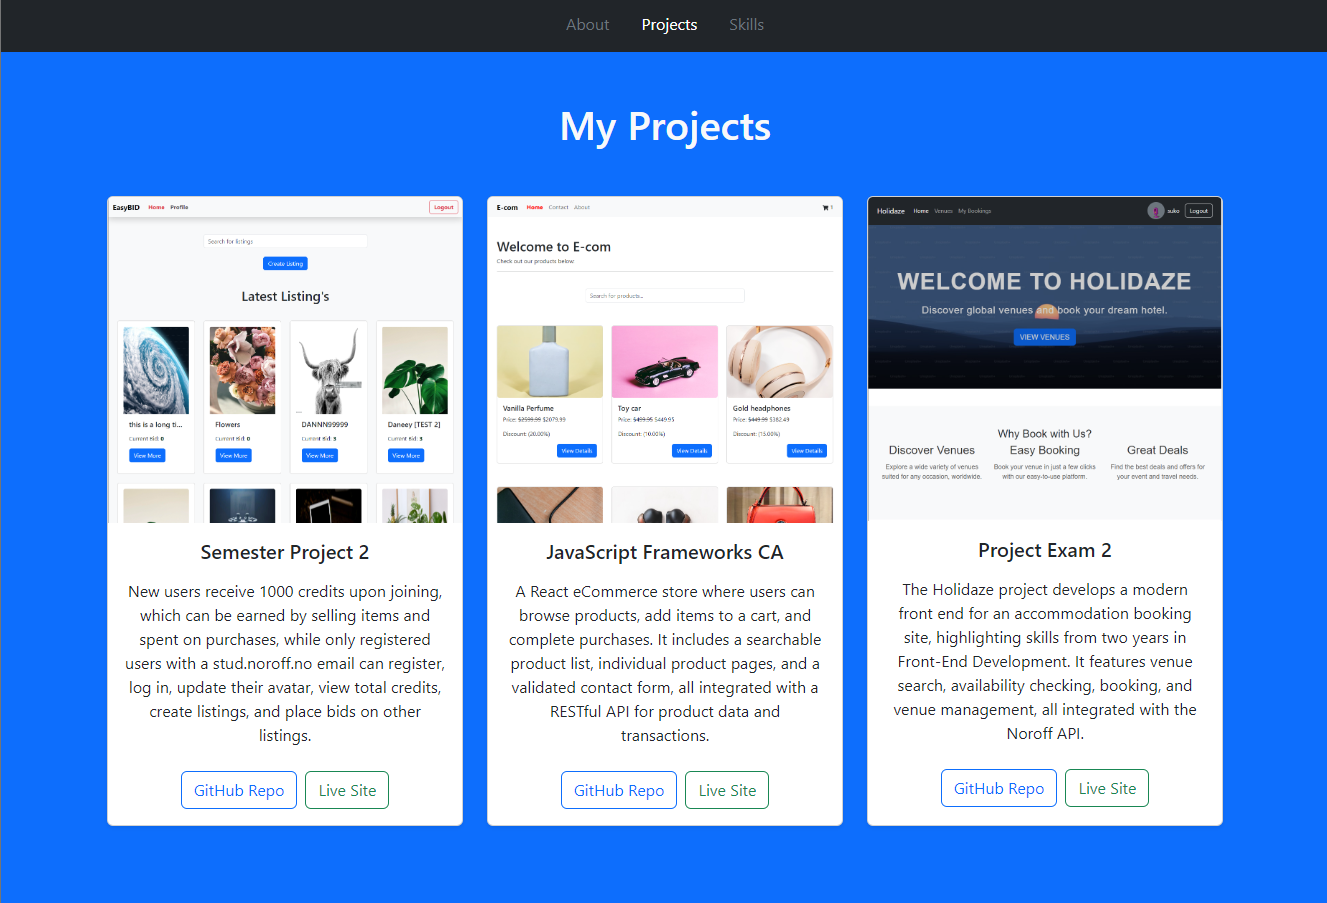 About Projects Skills
My Projects
EasyBID Home Profile Logout
Search for listings
Create Listing
Latest Listing's
this is a long ti...
Current Bid: 0
View More
Flowers
Current Bid: 0
View More
DANNN99999
Current Bid: 3
View More
Daneey [TEST 2]
Current Bid: 3
View More
Semester Project 2
New users receive 1000 credits upon joining,
which can be earned by selling items and
spent on purchases, while only registered
users with a stud.noroff.no email can register,
log in, update their avatar, view total credits,
create listings, and place bids on other
listings.
GitHub Repo Live Site
E-com Home Contact About 1
Welcome to E-com
Check out our products below
Search for products...
Vanilla Perfume
Price: $2599.99 $2079.99
Discount: (20.00%)
View Details
Toy car
Price: $499.95 $449.95
Discount: (10.00%)
View Details
Gold headphones
Price: $449.99 $382.49
Discount: (15.00%)
View Details
JavaScript Frameworks CA
A React eCommerce store where users can
browse products, add items to a cart, and
complete purchases. It includes a searchable
product list, individual product pages, and a
validated contact form, all integrated with a
RESTful API for product data and
transactions.
GitHub Repo Live Site
Holidaze Home Venues My Bookings suko Logout
WELCOME TO HOLIDAZE
Discover global venues and book your dream hotel.
VIEW VENUES
Why Book with Us?
Discover Venues
Explore a wide variety of venues
suited for any occasion, worldwide.
Easy Booking
Book your venue in just a few clicks
with our easy-to-use platform.
Great Deals
Find the best deals and offers for
your event and travel needs.
Project Exam 2
The Holidaze project develops a modern
front end for an accommodation booking
site, highlighting skills from two years in
Front-End Development. It features venue
search, availability checking, booking, and
venue management, all integrated with the
Noroff API.
GitHub Repo Live Site